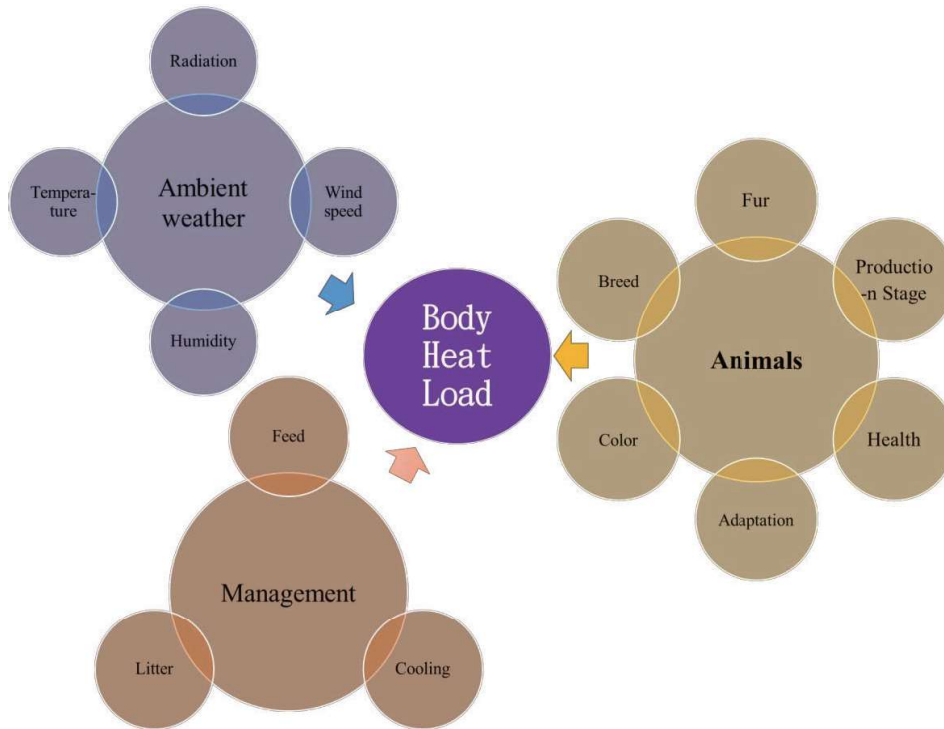 Radiation
Tempera-
ture
Ambient
weather
Wind
speed
Humidity
Body
Heat
Load
Fur
Breed
Productio
-n Stage
Animals
Color
Health
Adaptation
Feed
Management
Litter
Cooling